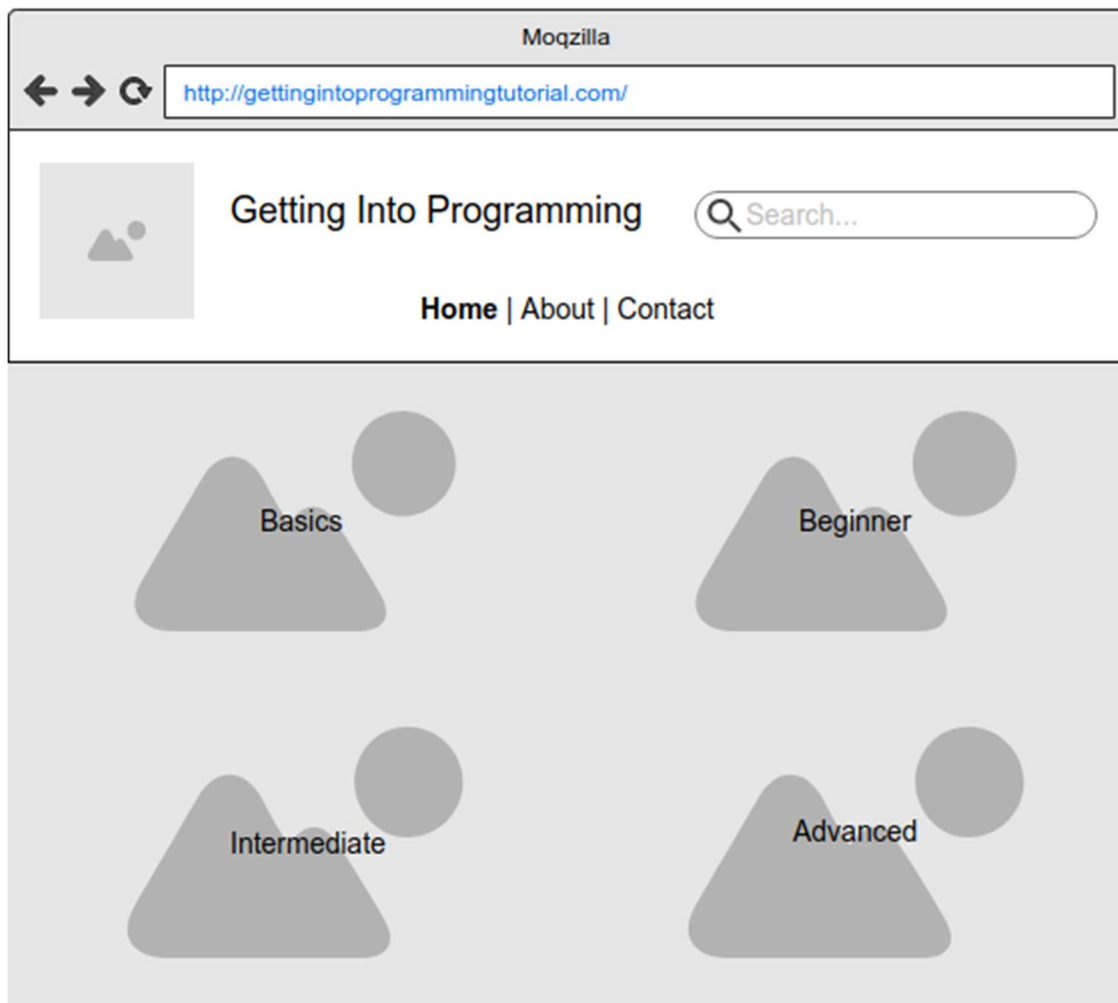 Moqzilla
http://gettingintoprogrammingtutorial.com/
Getting Into Programming
Search...
Home | About | Contact
Basics
Beginner
Intermediate
Advanced